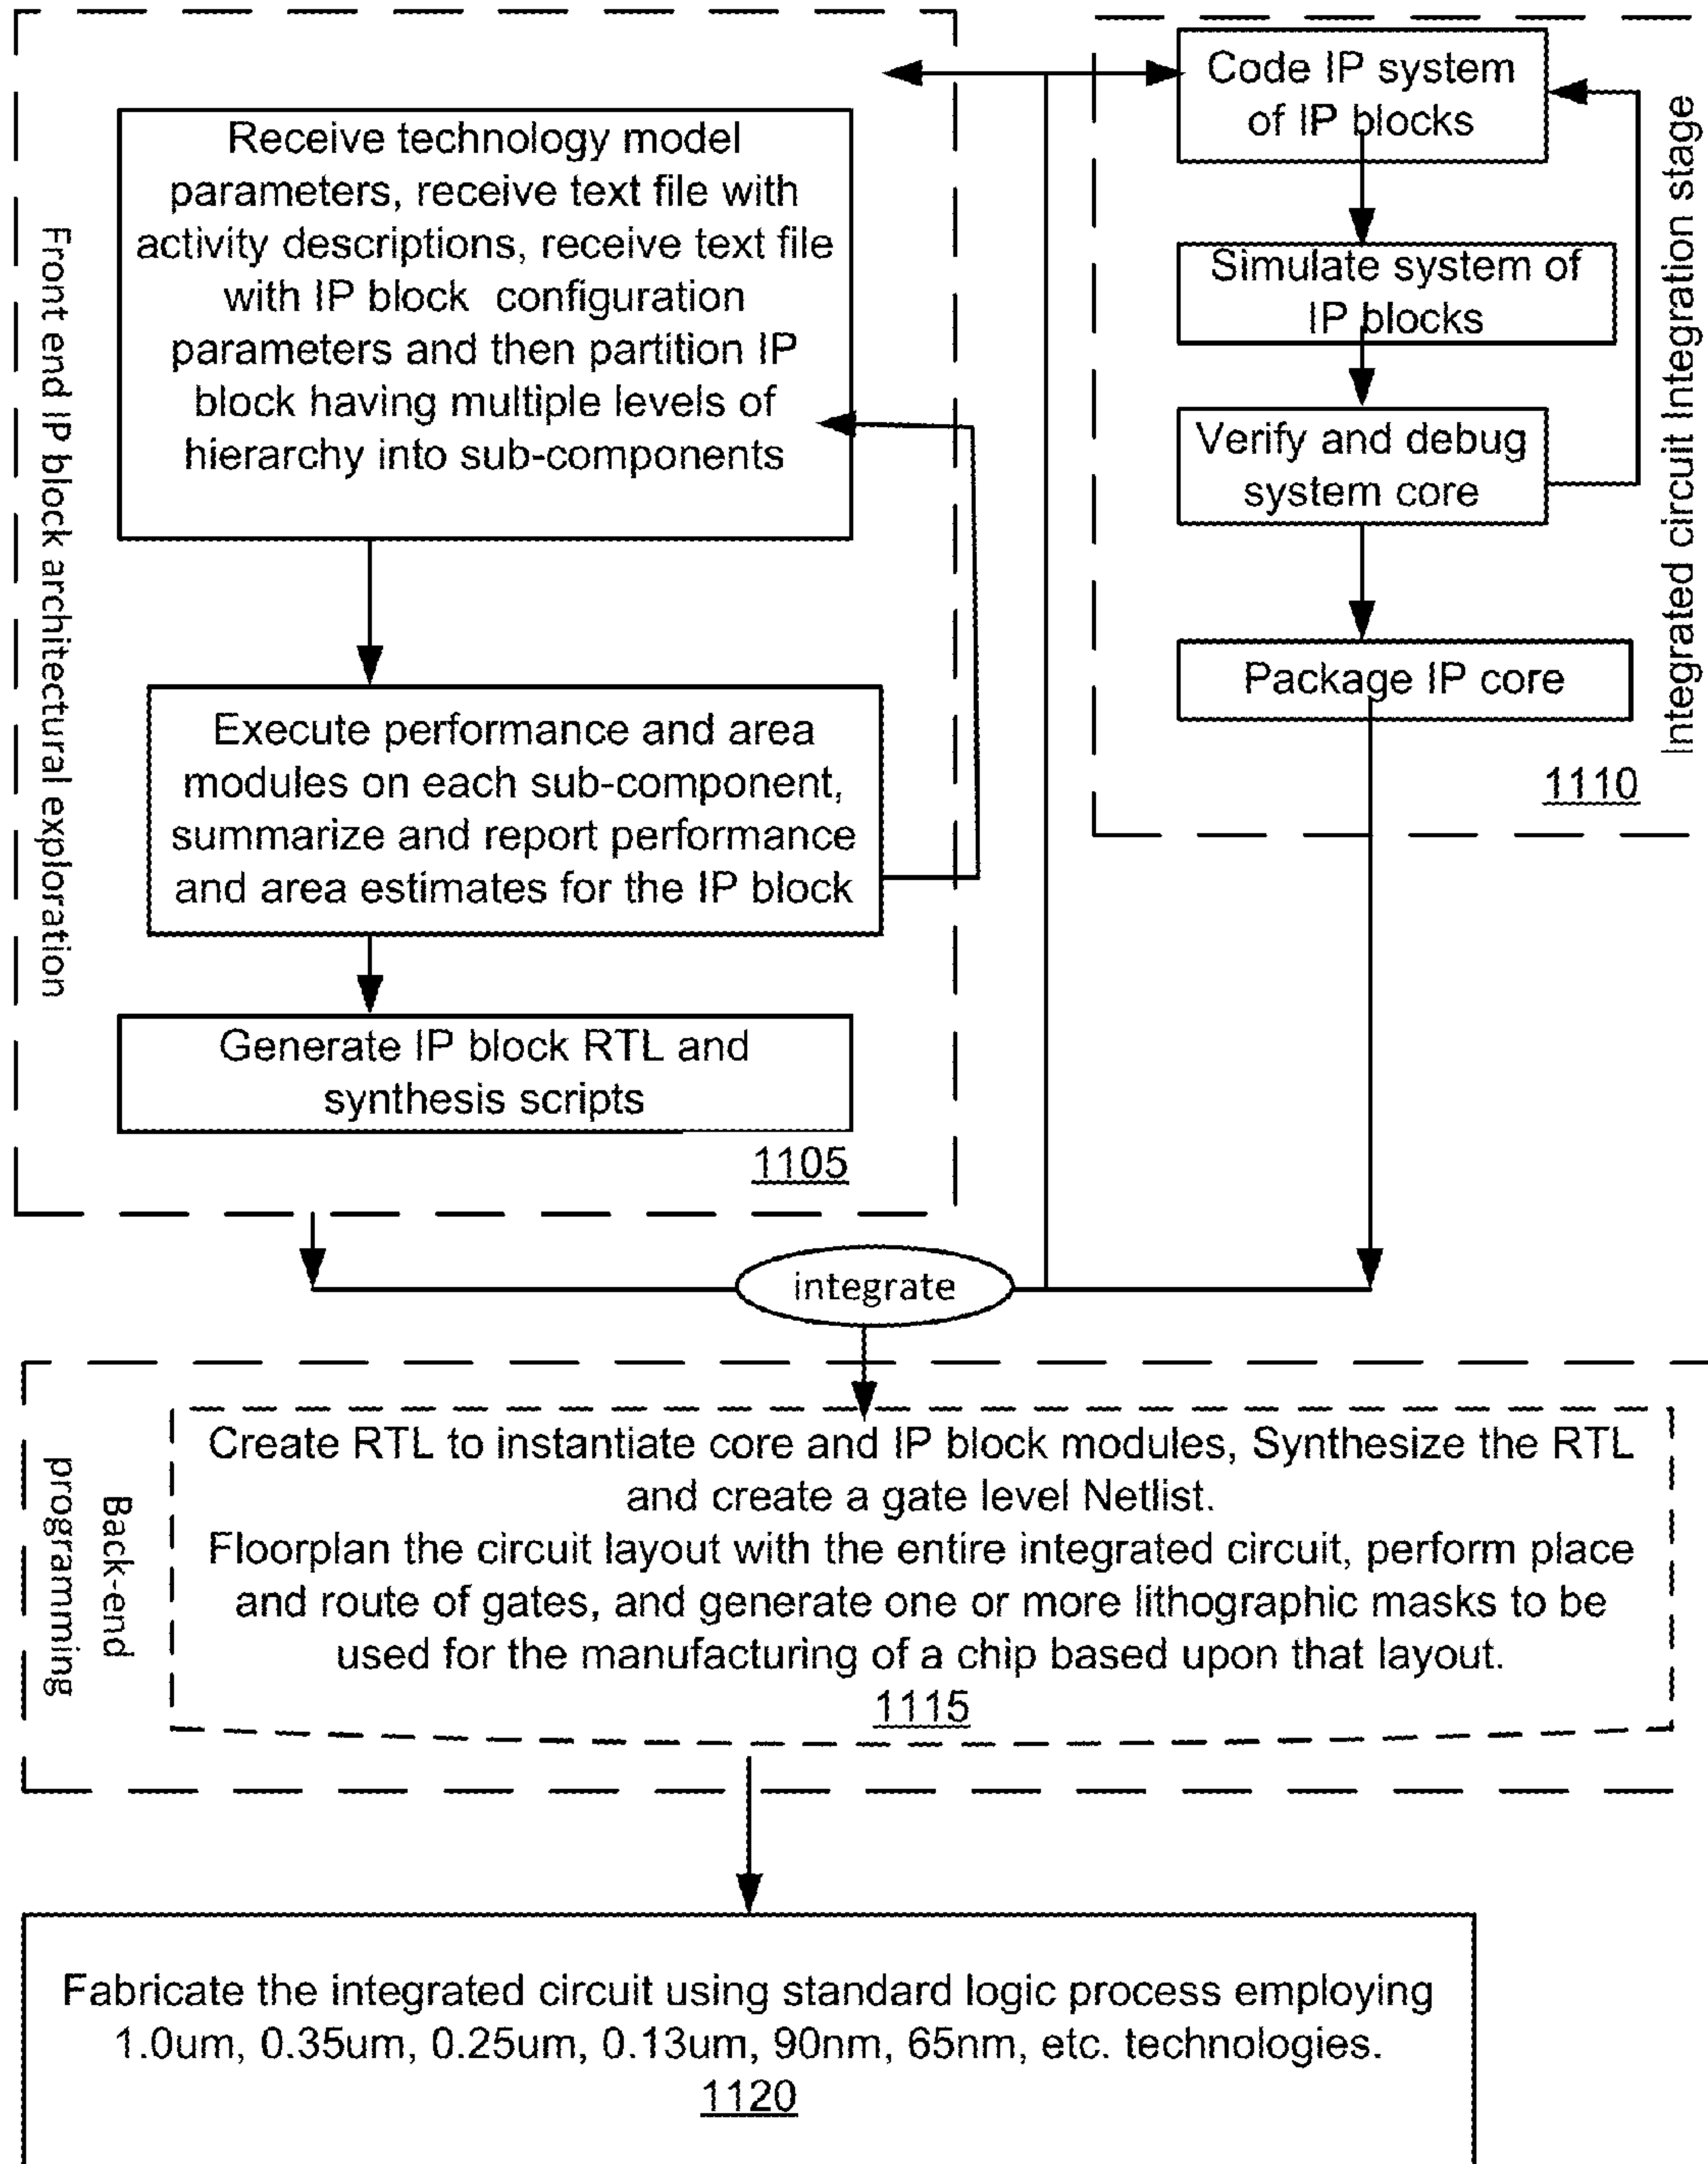 Front end IP block architectural exploration
Receive technology model
parameters, receive text file with
activity descriptions, receive text file
with IP block configuration
parameters and then partition IP
block having multiple levels of
hierarchy into sub-components
Execute performance and area
modules on each sub-component,
summarize and report performance
and area estimates for the IP block
Generate IP block RTL and
synthesis scripts
1105
Code IP system
of IP blocks
Simulate system of
IP blocks
Verify and debug
system core
Package IP core
1110
Integrated circuit Integration stage
integrate
Back-end
programming
Create RTL to instantiate core and IP block modules, Synthesize the RTL
and create a gate level Netlist.
Floorplan the circuit layout with the entire integrated circuit, perform place
and route of gates, and generate one or more lithographic masks to be
used for the manufacturing of a chip based upon that layout.
1115
Fabricate the integrated circuit using standard logic process employing
1.0um, 0.35um, 0.25um, 0.13um, 90nm, 65nm, etc. technologies.
1120